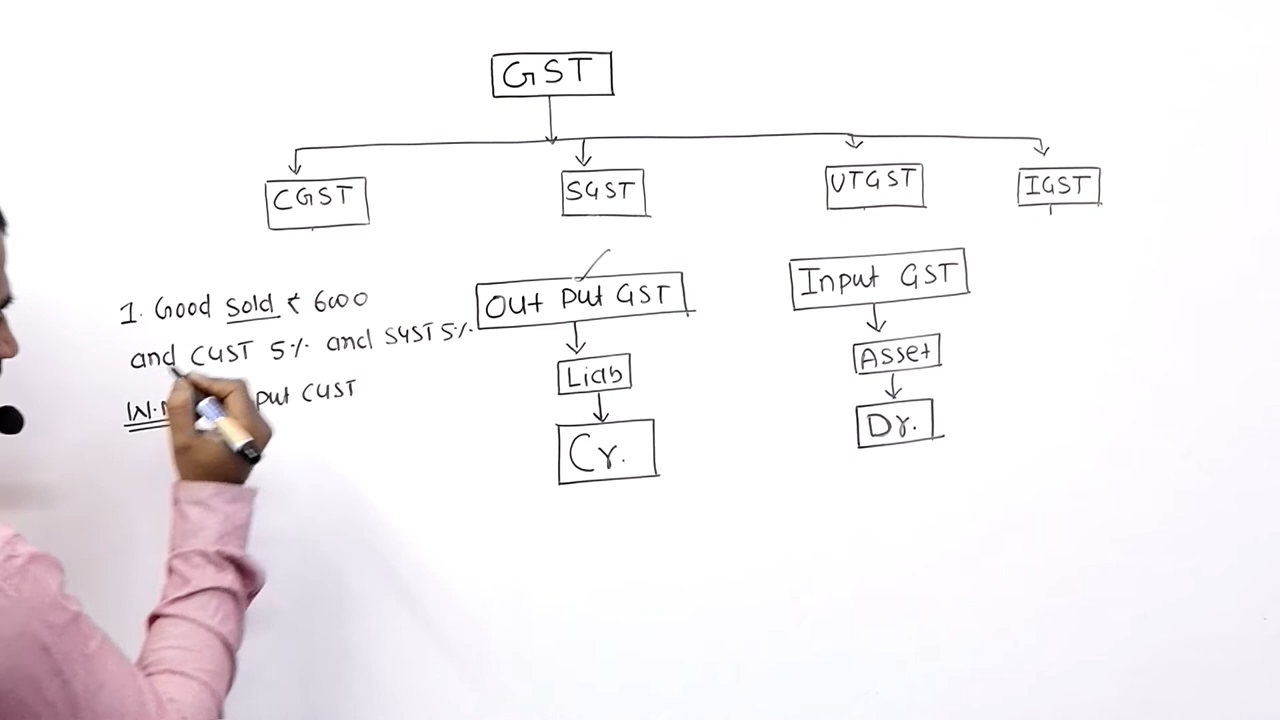 GST
CGST SGST UTGST IGST
Out Put GST Input GST
1. Good Sold ₹ 6000
and CGST 5% and SGST 5%.
put CGST
Liab Asset
Cr. Dr.